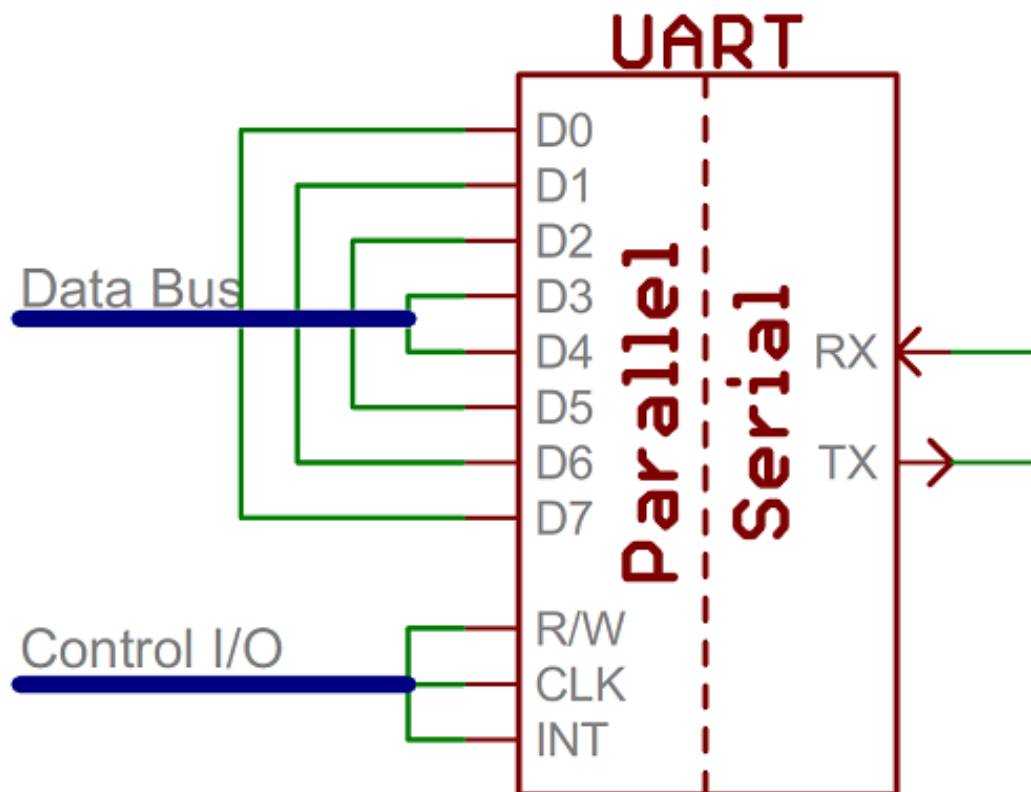 UART
D0
D1
D2
Data Bus
D3
D4
D5
D6
D7
Parallel
Serial
RX
TX
Control I/O
R/W
CLK
INT